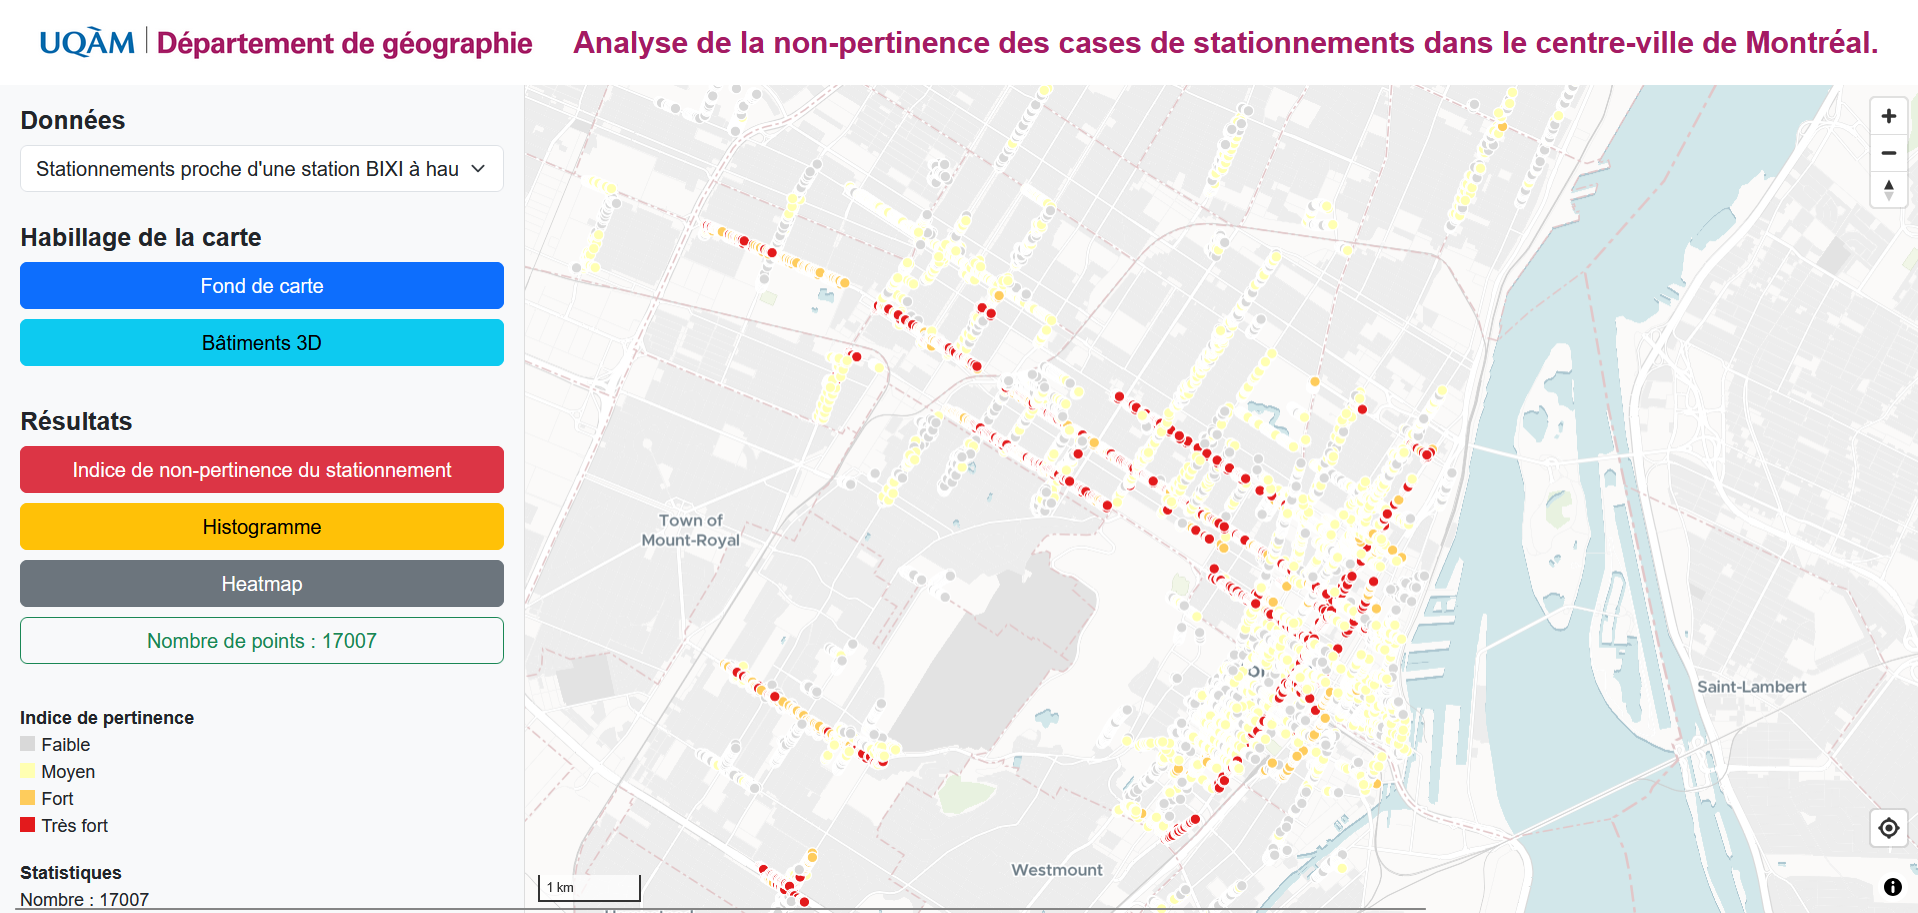 UQÀM | Département de géographie
Analyse de la non-pertinence des cases de stationnements dans le centre-ville de Montréal.
Données
Stationnements proche d'une station BIXI à hau
Habillage de la carte
Fond de carte
Bâtiments 3D
Résultats
Indice de non-pertinence du stationnement
Histogramme
Heatmap
Nombre de points : 17007
Indice de pertinence
Faible
Moyen
Fort
Très fort
Statistiques
Nombre : 17007
Town of
Mount-Royal
Saint-Lambert
Westmount
1 km